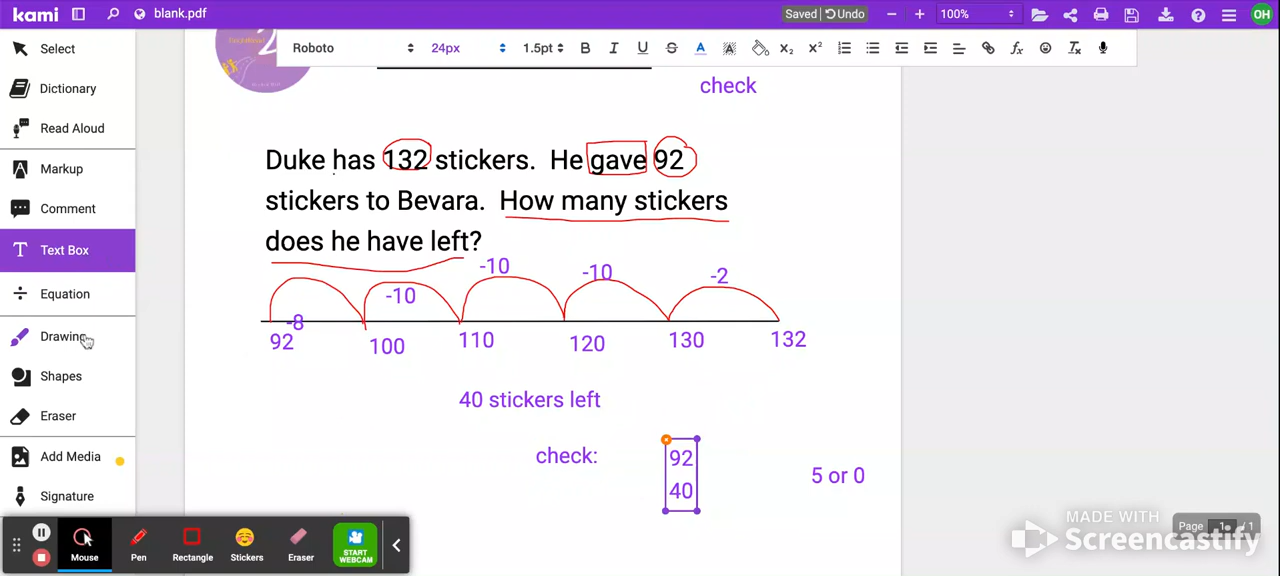 kami
blank.pdf
Saved
Undo
100%
OH
Select
Dictionary
Read Aloud
Markup
Comment
Text Box
Equation
Drawing
Shapes
Eraser
Add Media
Signature
Roboto
24px
1.5pt
B I U S A X₂ X²
2
check
Duke has 132 stickers. He gave 92
stickers to Bevara. How many stickers
does he have left?
-10
-10
-2
-10
-8
92
100
110
120
130
132
40 stickers left
check:
92
40
5 or 0
Mouse
Pen
Rectangle
Stickers
Eraser
START
WEBCAM
MADE WITH
Screencastify
Page 1 / 1